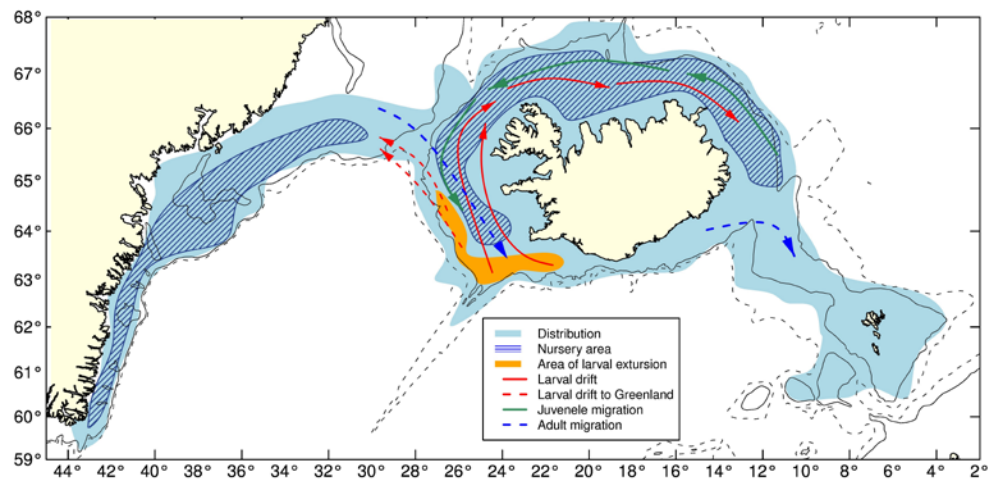 68°
67°
66°
65°
64°
63°
62°
61°
60°
59°
Distribution
Nursery area
Area of larval extursion
Larval drift
Larval drift to Greenland
Juvenele migration
Adult migration
44° 42° 40° 38° 36° 34° 32° 30° 28° 26° 24° 22° 20° 18° 16° 14° 12° 10° 8° 6° 4° 2°